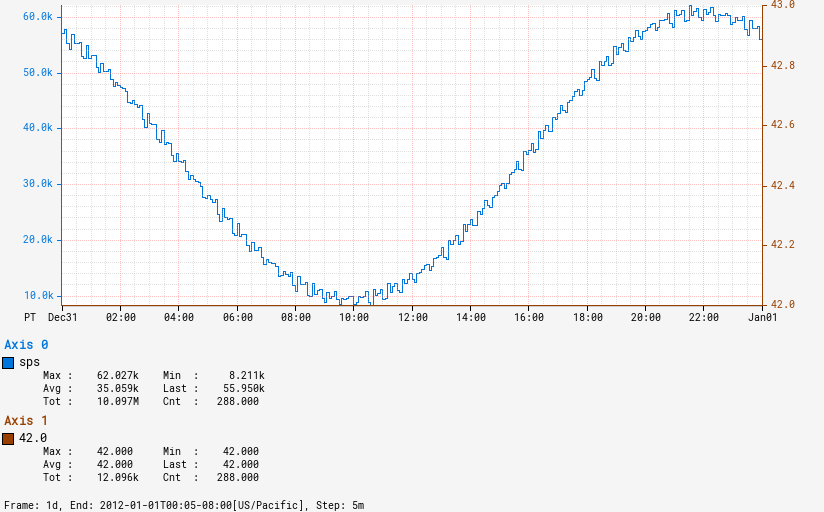 60.0k
50.0k
40.0k
30.0k
20.0k
10.0k
43.0
42.8
42.6
42.4
42.2
42.0
PT Dec31 02:00 04:00 06:00 08:00 10:00 12:00 14:00 16:00 18:00 20:00 22:00 Jan01
Axis 0
sps
Max : 62.027k Min : 8.211k
Avg : 35.059k Last : 55.950k
Tot : 10.097M Cnt : 288.000
Axis 1
42.0
Max : 42.000 Min : 42.000
Avg : 42.000 Last : 42.000
Tot : 12.096k Cnt : 288.000
Frame: 1d, End: 2012-01-01T00:05-08:00[US/Pacific], Step: 5m